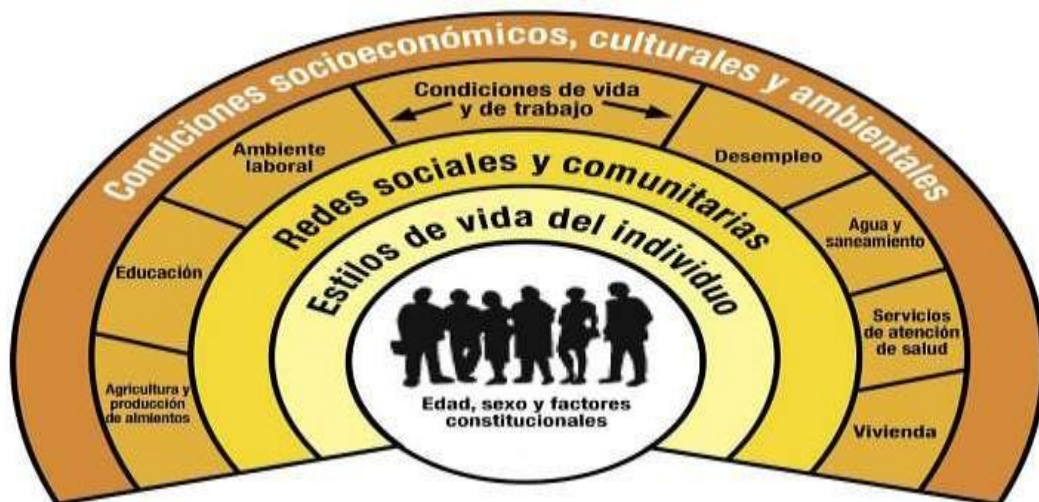 Condiciones socioeconómicos, culturales y ambientales
Condiciones de vida
y de trabajo
Ambiente
laboral
Desempleo
Redes sociales y comunitarias
Agua y
saneamiento
Educación
Estilos de vida del individuo
Servicios
de atención
de salud
Agricultura y
producción
de almientos
Edad, sexo y factores
constitucionales
Vivienda